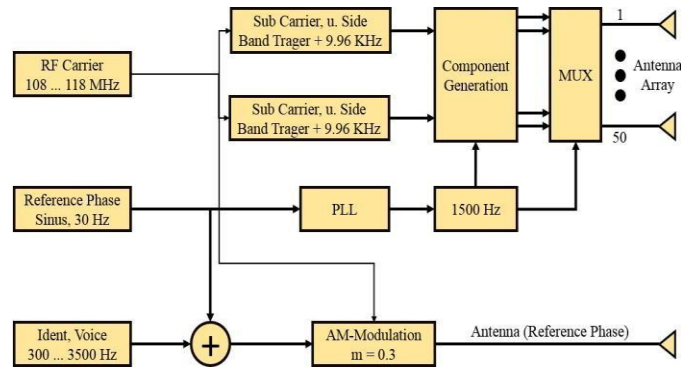 Sub Carrier, u. Side
Band Trager + 9.96 KHz
RF Carrier
108 ... 118 MHz
Sub Carrier, u. Side
Band Trager + 9.96 KHz
Component
Generation
MUX
1
Antenna
Array
50
Reference Phase
Sinus, 30 Hz
PLL
1500 Hz
Ident, Voice
300 ... 3500 Hz
+
AM-Modulation
m = 0.3
Antenna (Reference Phase)